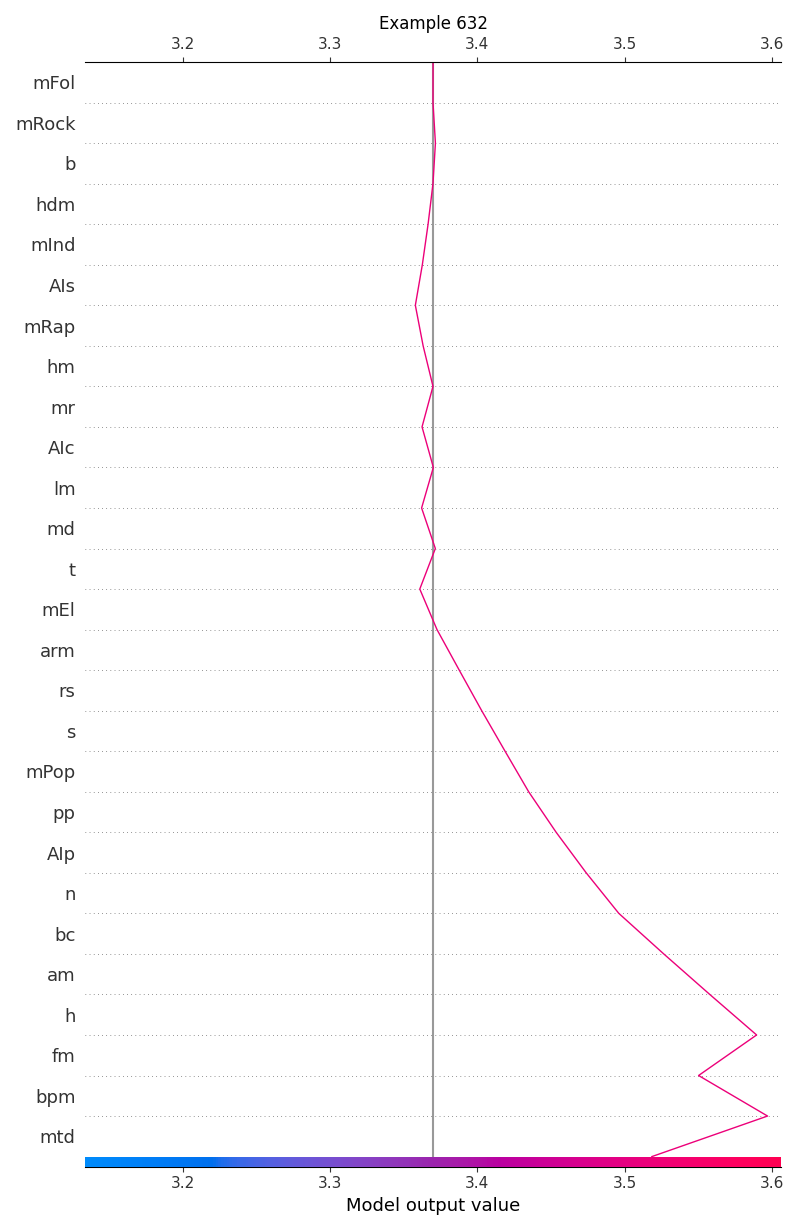 Example 632
3.2 3.3 3.4 3.5 3.6
mFol
mRock
b
hdm
mInd
AIs
mRap
hm
mr
AIc
lm
md
t
mEl
arm
rs
s
mPop
pp
AIp
n
bc
am
h
fm
bpm
mtd
3.2 3.3 3.4 3.5 3.6
Model output value